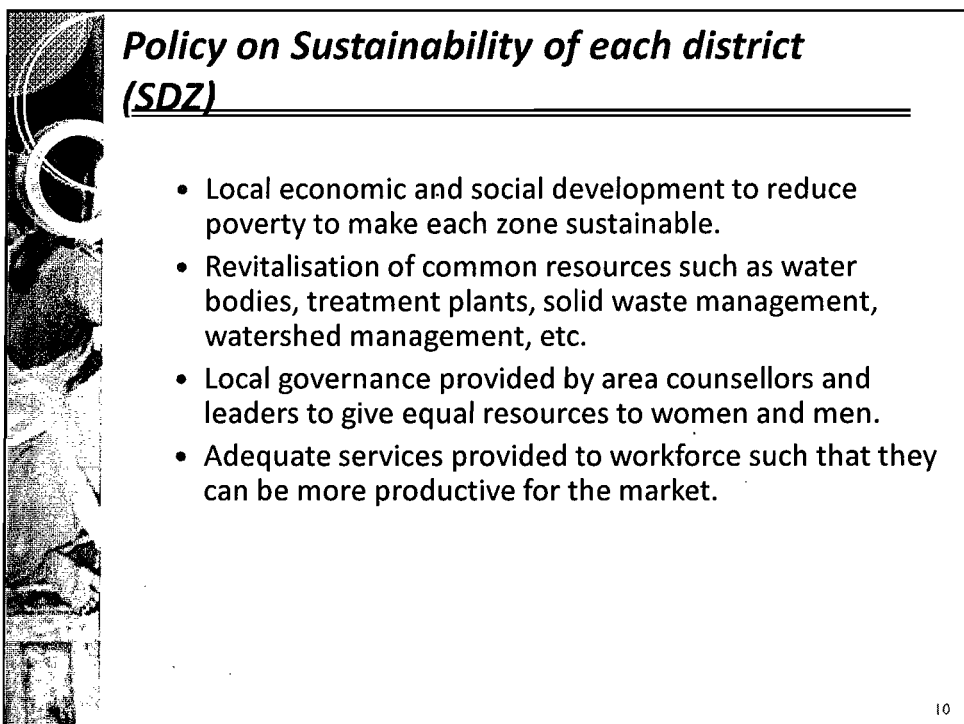 Policy on Sustainability of each district
(SDZ)
• Local economic and social development to reduce
poverty to make each zone sustainable.
• Revitalisation of common resources such as water
bodies, treatment plants, solid waste management,
watershed management, etc.
• Local governance provided by area counsellors and
leaders to give equal resources to women and men.
• Adequate services provided to workforce such that they
can be more productive for the market.
10